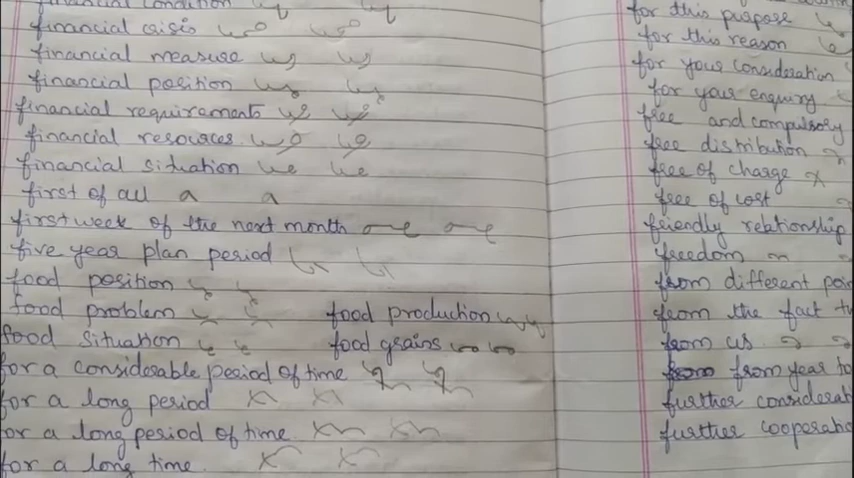 financial condition
financial crisis
financial measure
financial position
financial requirements
financial resources
financial situation
first of all
first week of the next month
five year plan period
food position
food problem food production
food situation food grains
for a considerable period of time
for a long period
or a long period of time
for a long time
for this purpose
for this reason
for your consideration
for your enquiry
free and compulsory
free distribution
free of charge
free of cost
friendly relationship
freedom
from different
from the fact
from us
from year to
further
further